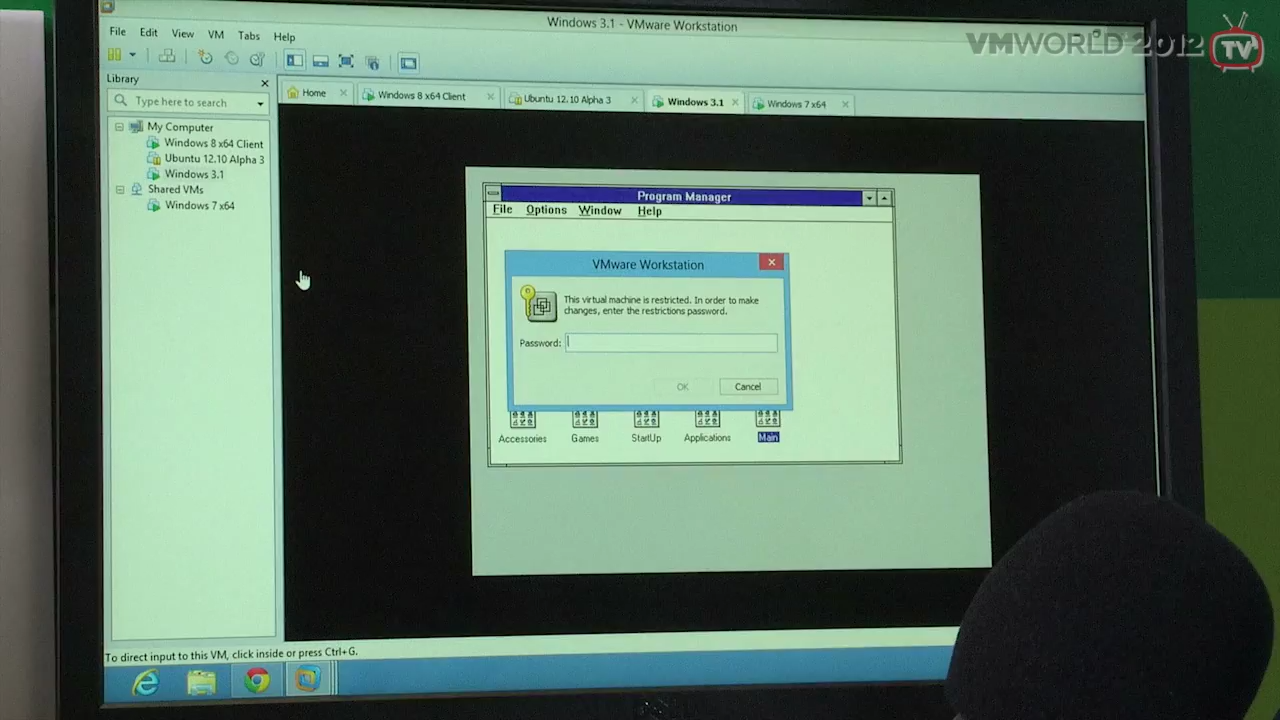 Windows 3.1 - VMware Workstation
File Edit View VM Tabs Help
VMWORLD 2012 TV
Library
Type here to search
My Computer
Windows 8 x64 Client
Ubuntu 12.10 Alpha 3
Windows 3.1
Shared VMs
Windows 7 x64
Home
Windows 8 x64 Client
Ubuntu 12.10 Alpha 3
Windows 3.1
Windows 7 x64
Program Manager
File Options Window Help
VMware Workstation
This virtual machine is restricted. In order to make
changes, enter the restrictions password.
Password:
OK Cancel
Accessories Games StartUp Applications Main
To direct input to this VM, click inside or press Ctrl+G.